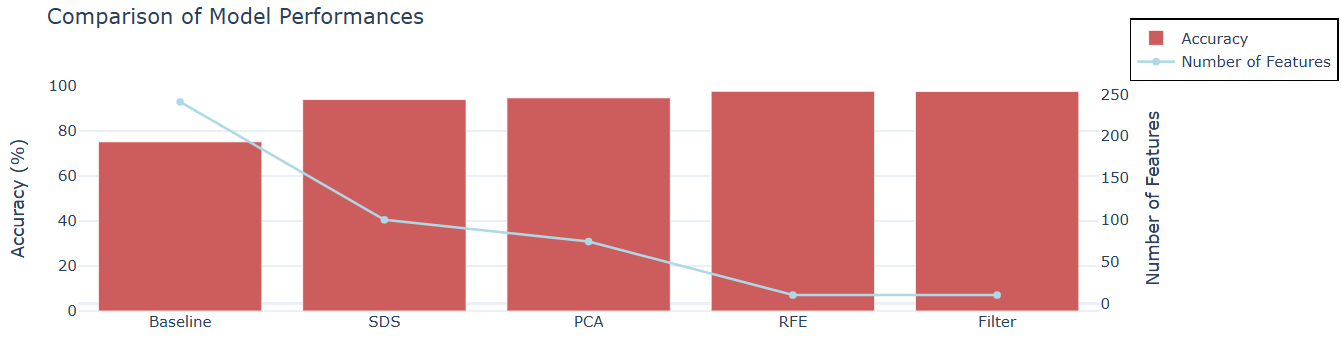 Comparison of Model Performances
Accuracy
Number of Features
100
80
60
40
20
0
Accuracy (%)
250
200
150
100
50
0
Number of Features
Baseline
SDS
PCA
RFE
Filter